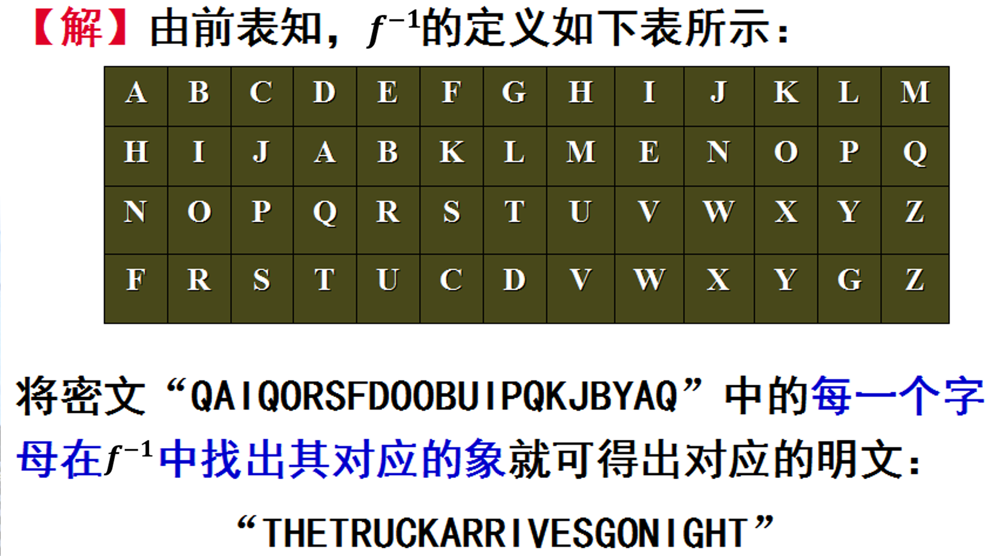 【解】由前表知，f⁻¹的定义如下表所示：
A B C D E F G H I J K L M
H I J A B K L M E N O P Q
N O P Q R S T U V W X Y Z
F R S T U C D V W X Y G Z
将密文“QAIQORSFDOOBUIPQKJBYAQ”中的每一个字
母在f⁻¹中找出其对应的象就可得出对应的明文：
“THETRUCKARRIVESGONIGHT”